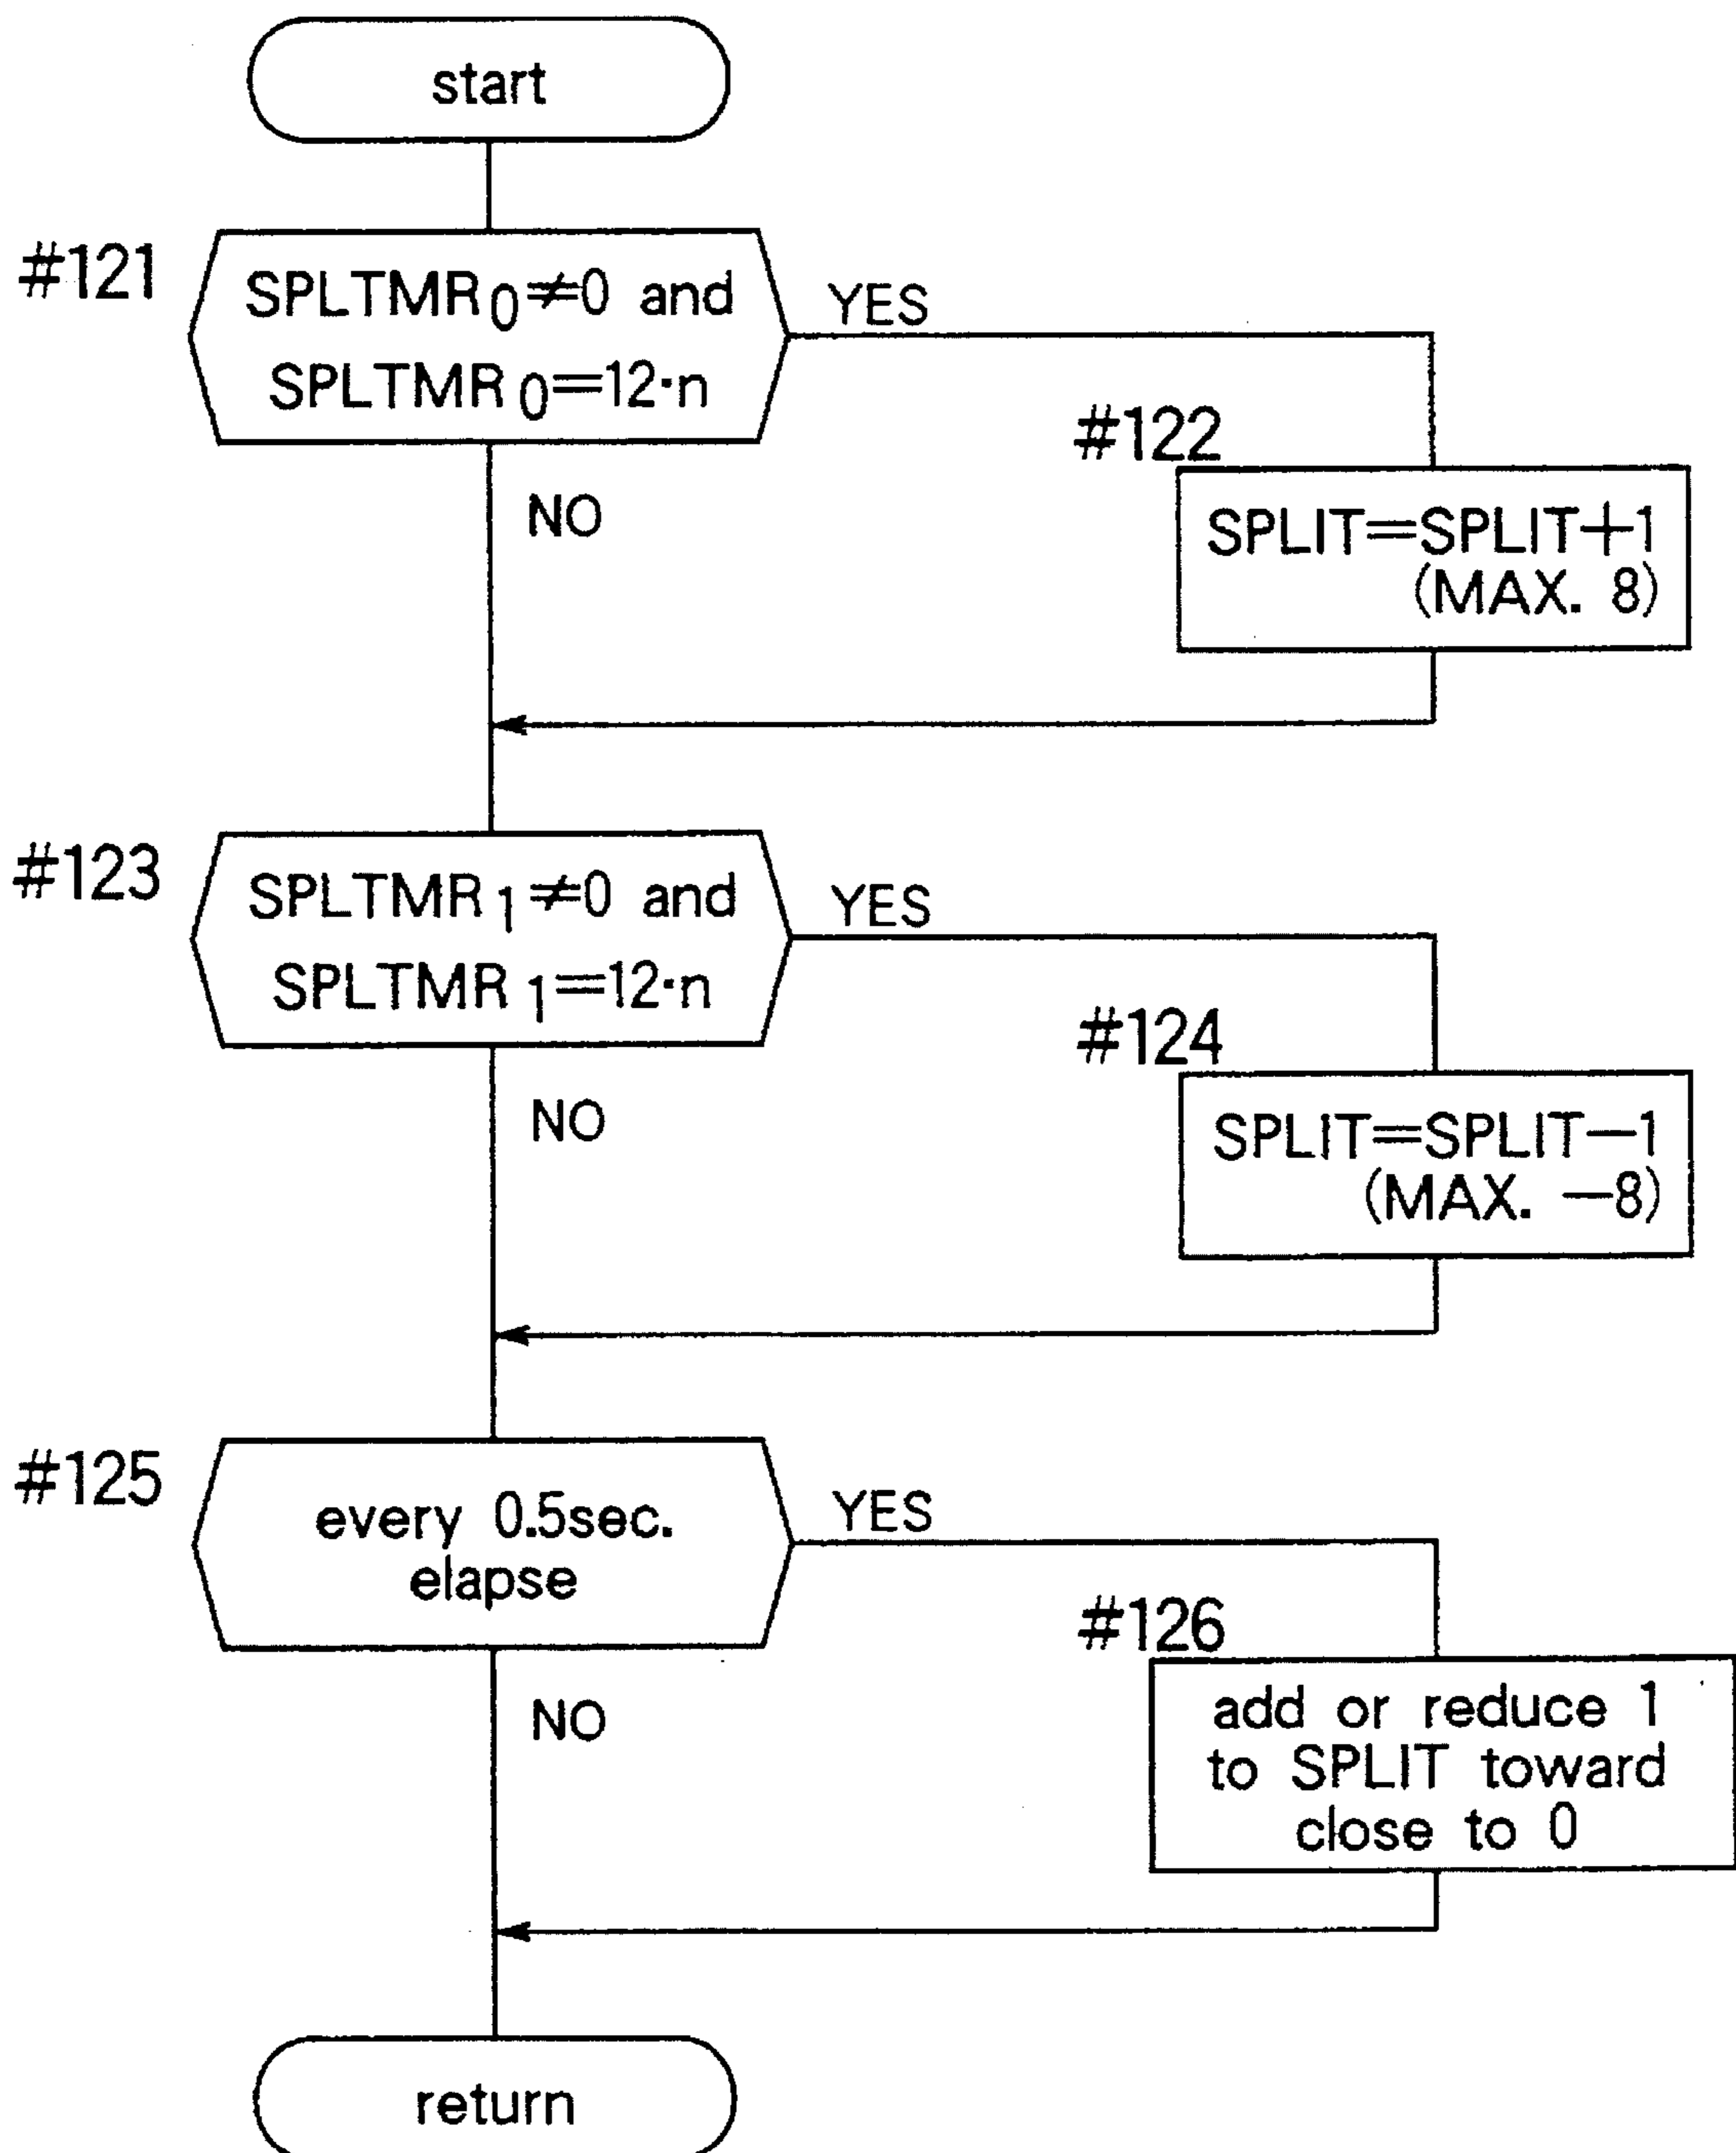 start
#121
SPLTMR₀≠0 and
SPLTMR₀=12·n
YES
NO
#122
SPLIT=SPLIT+1
(MAX. 8)
#123
SPLTMR₁≠0 and
SPLTMR₁=12·n
YES
NO
#124
SPLIT=SPLIT−1
(MAX. −8)
#125
every 0.5sec.
elapse
YES
NO
#126
add or reduce 1
to SPLIT toward
close to 0
return